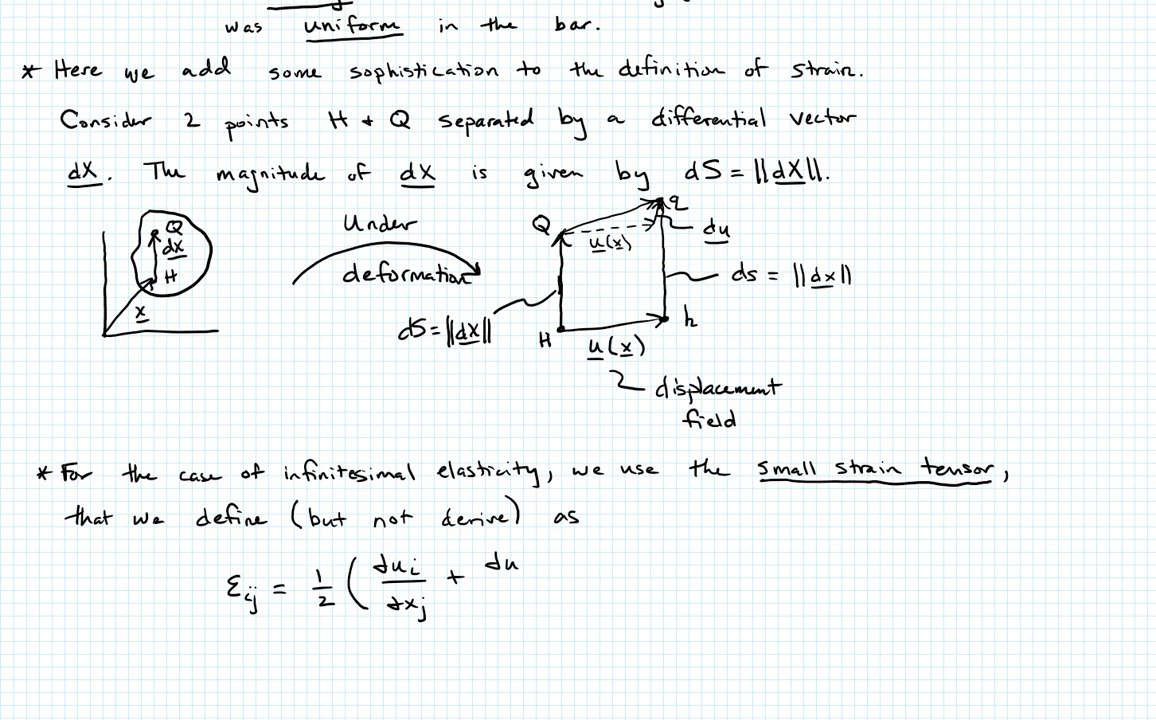 was uniform in the bar.
* Here we add some sophistication to the definition of strain.
Consider 2 points H + Q separated by a differential vector
dX. The magnitude of dX is given by dS = ||dX||.
Q
dX
H
x
Under
deformation
dS = ||dX||
Q
q
u(x)
du
ds = ||dx||
H
h
u(x)
displacement
field
* For the case of infinitesimal elasticity, we use the small strain tensor,
that we define (but not derive) as
εij = 1/2 ( ∂ui/∂xj + ∂u